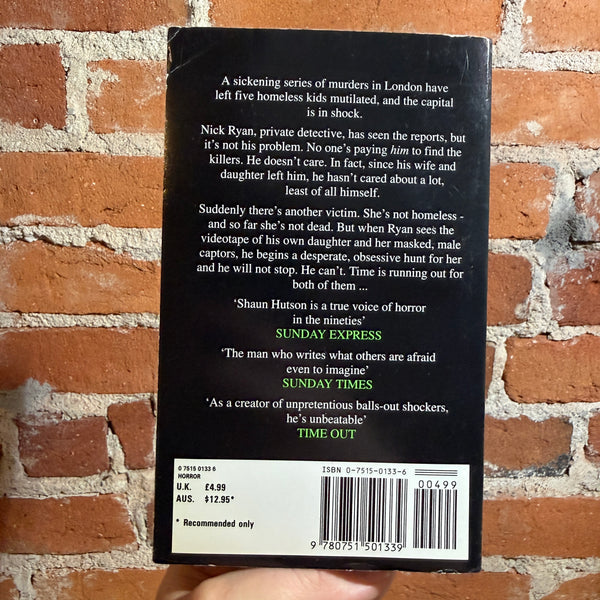 A sickening series of murders in London have
left five homeless kids mutilated, and the capital
is in shock.
Nick Ryan, private detective, has seen the reports, but
it's not his problem. No one's paying him to find the
killers. He doesn't care. In fact, since his wife and
daughter left him, he hasn't cared about a lot,
least of all himself.
Suddenly there's another victim. She's not homeless -
and so far she's not dead. But when Ryan sees the
videotape of his own daughter and her masked, male
captors, he begins a desperate, obsessive hunt for her
and he will not stop. He can't. Time is running out for
both of them ...
‘Shaun Hutson is a true voice of horror
in the nineties’
SUNDAY EXPRESS
‘The man who writes what others are afraid
even to imagine’
SUNDAY TIMES
‘As a creator of unpretentious balls-out shockers,
he's unbeatable’
TIME OUT
0 7515 0133 6
HORROR
U.K. £4.99
AUS. $12.95*
* Recommended only
ISBN 0-7515-0133-6
00499
9 780751 501339